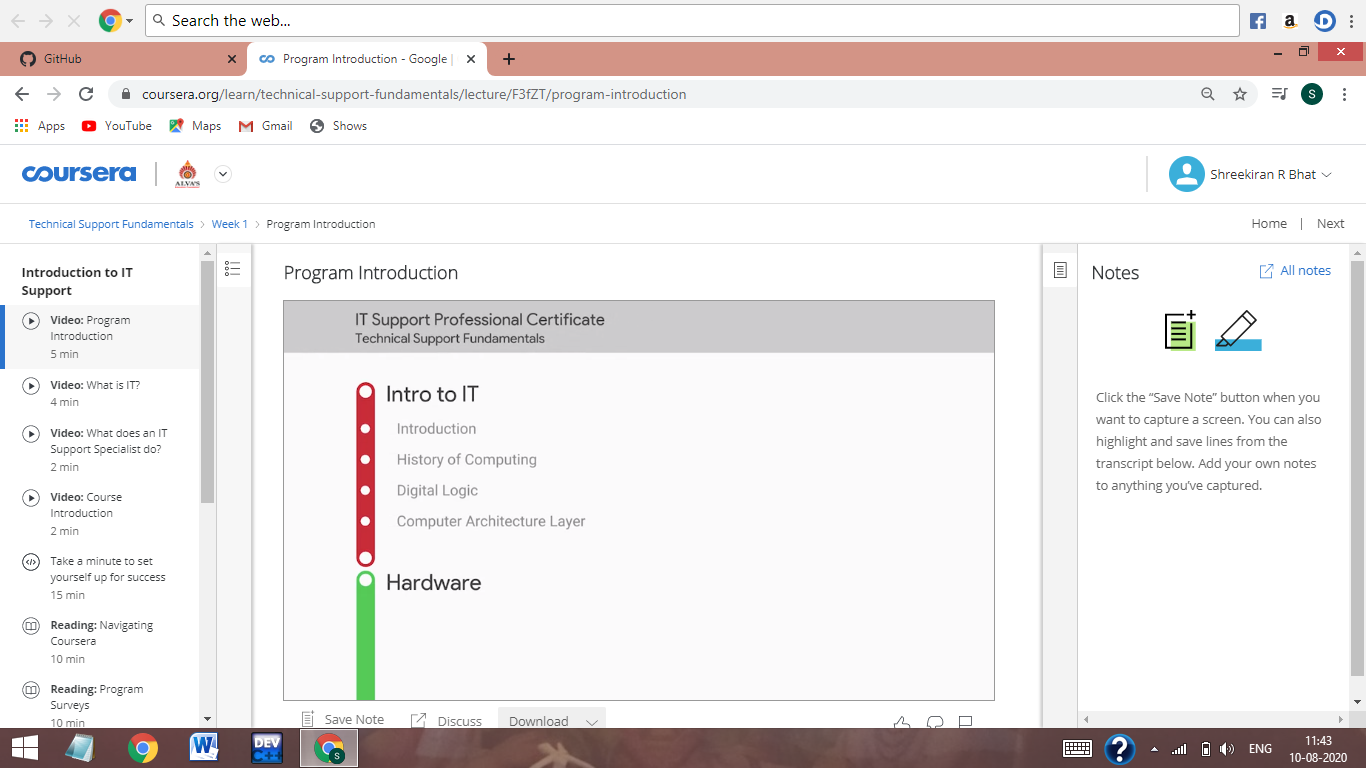 Search the web...
GitHub
Program Introduction - Google |
coursera.org/learn/technical-support-fundamentals/lecture/F3fZT/program-introduction
S
Apps
YouTube
Maps
Gmail
Shows
coursera
ALVA'S
Shreekiran R Bhat
Technical Support Fundamentals > Week 1 > Program Introduction
Home | Next
Introduction to IT
Support
Video: Program
Introduction
5 min
Video: What is IT?
4 min
Video: What does an IT
Support Specialist do?
2 min
Video: Course
Introduction
2 min
Take a minute to set
yourself up for success
15 min
Reading: Navigating
Coursera
10 min
Reading: Program
Surveys
10 min
Program Introduction
IT Support Professional Certificate
Technical Support Fundamentals
Intro to IT
Introduction
History of Computing
Digital Logic
Computer Architecture Layer
Hardware
Save Note
Discuss
Download
Notes
All notes
Click the “Save Note” button when you
want to capture a screen. You can also
highlight and save lines from the
transcript below. Add your own notes
to anything you’ve captured.
DEV
C++
S
ENG
11:43
10-08-2020